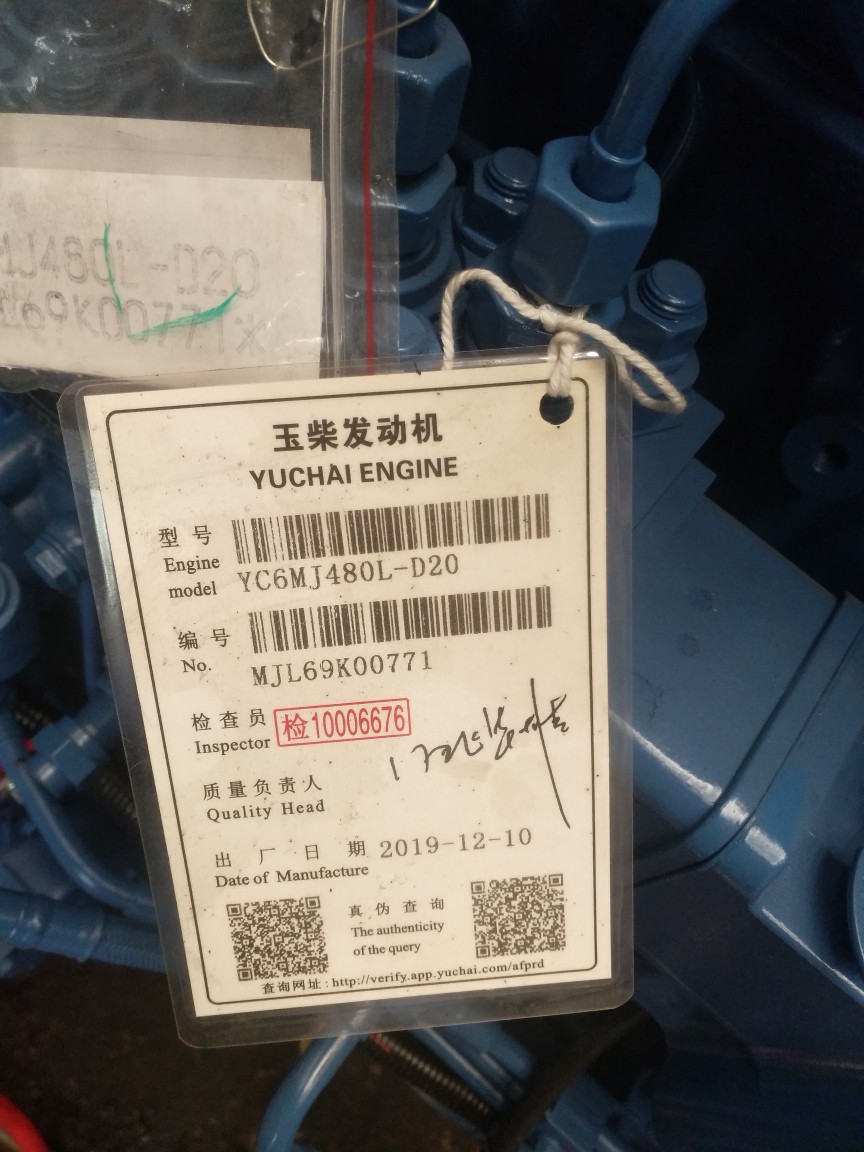 J480L-D20
L69K00771*
玉柴发动机
YUCHAI ENGINE
型号
Engine
model
YC6MJ480L-D20
编号
No.
MJL69K00771
检查员
Inspector
检10006676
质量负责人
Quality Head
出厂日期
2019-12-10
Date of Manufacture
真伪查询
The authenticity
of the query
查询网址:http://verify.app.yuchai.com/afprd